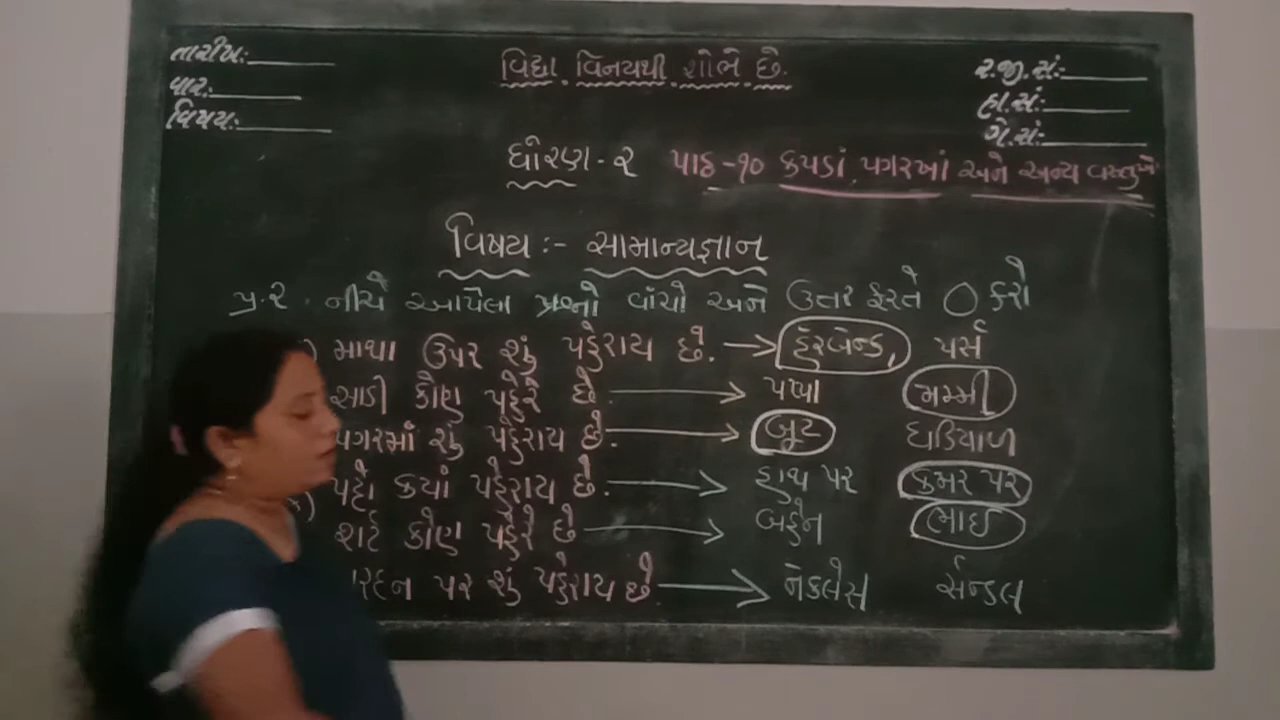 તારીખ:
વાર:
વિષય:
વિદ્યા વિનયથી શોભે છે.
ર.જી.સં:
હા.સં:
ગે.સં:
ધોરણ - ૨ પાઠ - ૧૦ કપડાં, પગરખાં અને અન્ય વસ્તુઓ
વિષય :- સામાન્યજ્ઞાન
પ્ર.૨. નીચે આપેલા પ્રશ્નો વાંચો અને ઉત્તર ફરતે ○ કરો
) માથા ઉપર શું પહેરાય છે. → હેરબેન્ડ, પર્સ
સાડી કોણ પહેરે છે. → પપ્પા મમ્મી
પગરમાં શું પહેરાય છે. → બૂટ ઘડિયાળ
પટ્ટો કયાં પહેરાય છે. → હાથ પર કમર પર
) શર્ટ કોણ પહેરે છે → બહેન ભાઇ
રદન પર શું પહેરાય છે. → નેકલેસ સેન્ડલ